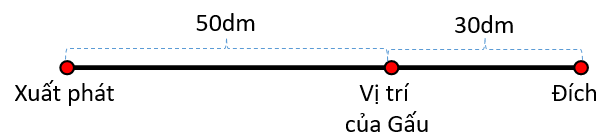 50dm
30dm
Xuất phát
Vị trí
của Gấu
Đích